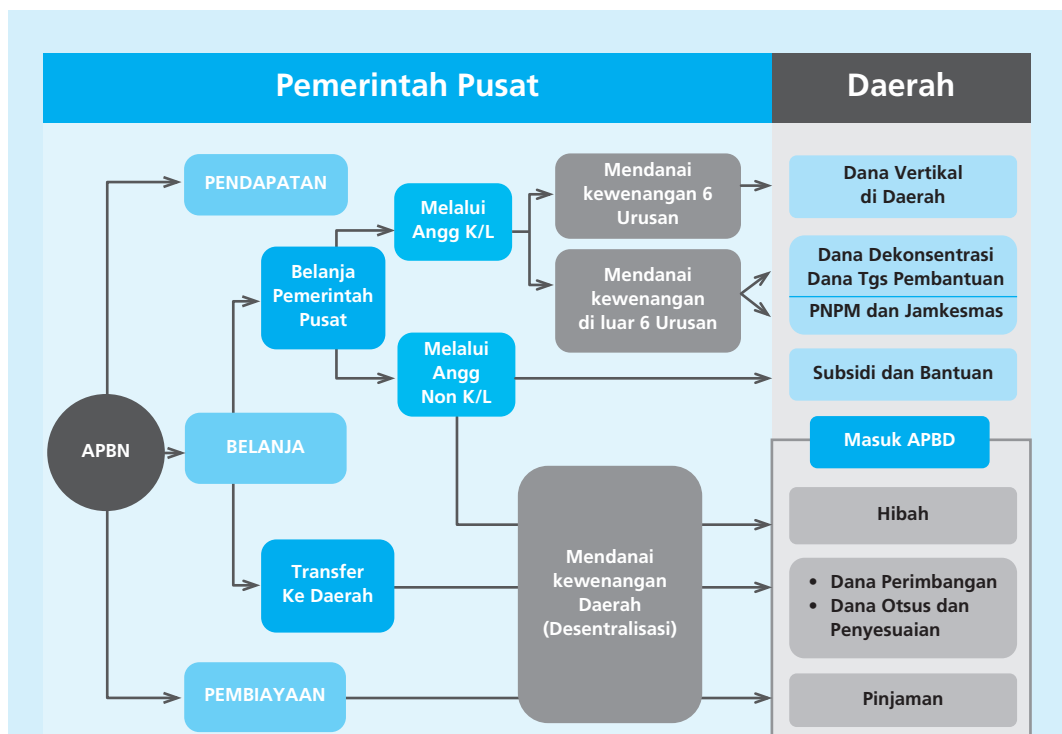 Pemerintah Pusat
Daerah
PENDAPATAN
Melalui
Angg K/L
Mendanai
kewenangan 6
Urusan
Dana Vertikal
di Daerah
Belanja
Pemerintah
Pusat
Mendanai
kewenangan
di luar 6 Urusan
Dana Dekonsentrasi
Dana Tgs Pembantuan
PNPM dan Jamkesmas
Melalui
Angg
Non K/L
Subsidi dan Bantuan
APBN
BELANJA
Masuk APBD
Mendanai
kewenangan
Daerah
(Desentralisasi)
Hibah
Transfer
Ke Daerah
• Dana Perimbangan
• Dana Otsus dan
Penyesuaian
PEMBIAYAAN
Pinjaman